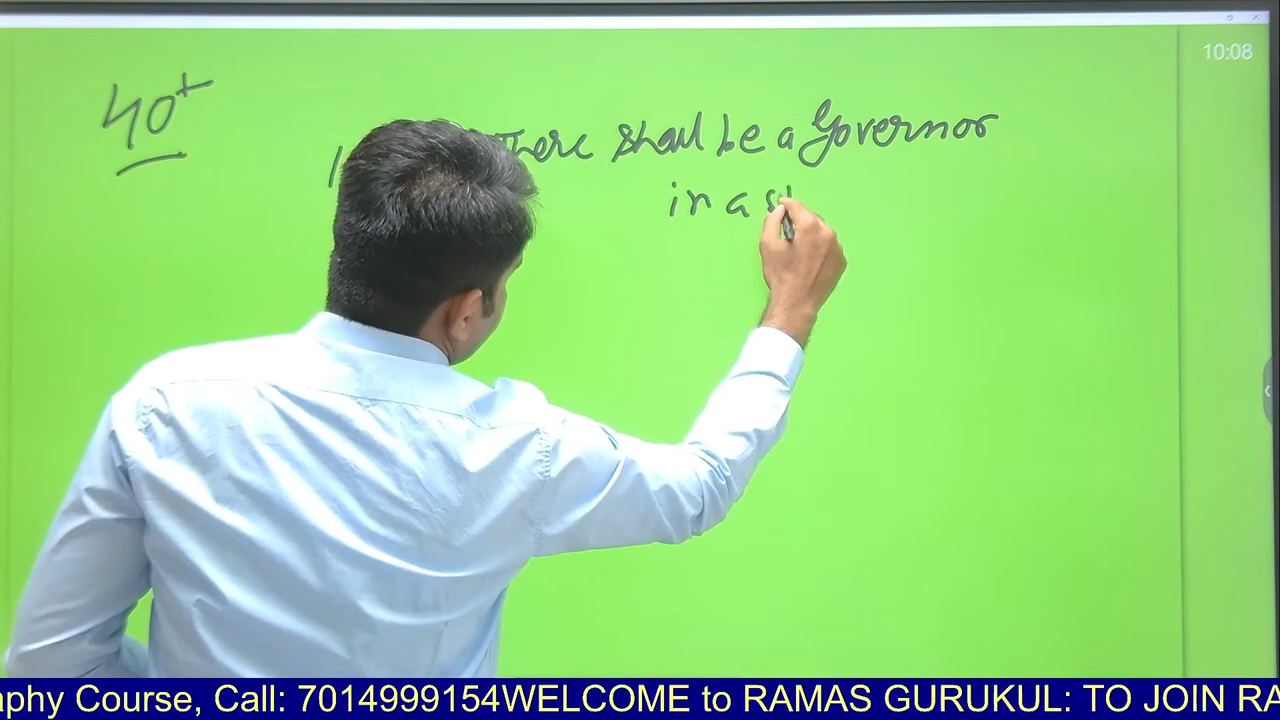 10:08
40+
There shall be a Governor
in a
aphy Course, Call: 7014999154WELCOME to RAMAS GURUKUL: TO JOIN RA